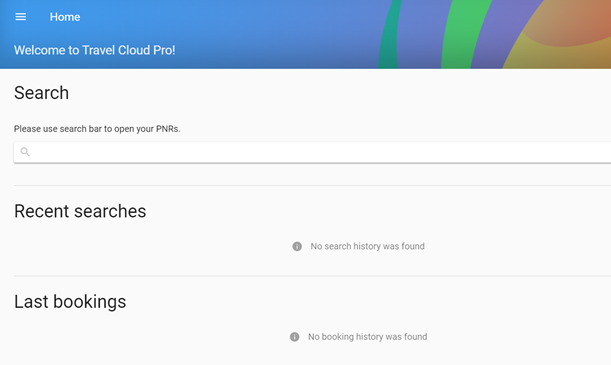 Home
Welcome to Travel Cloud Pro!
Search
Please use search bar to open your PNRs.
Recent searches
No search history was found
Last bookings
No booking history was found